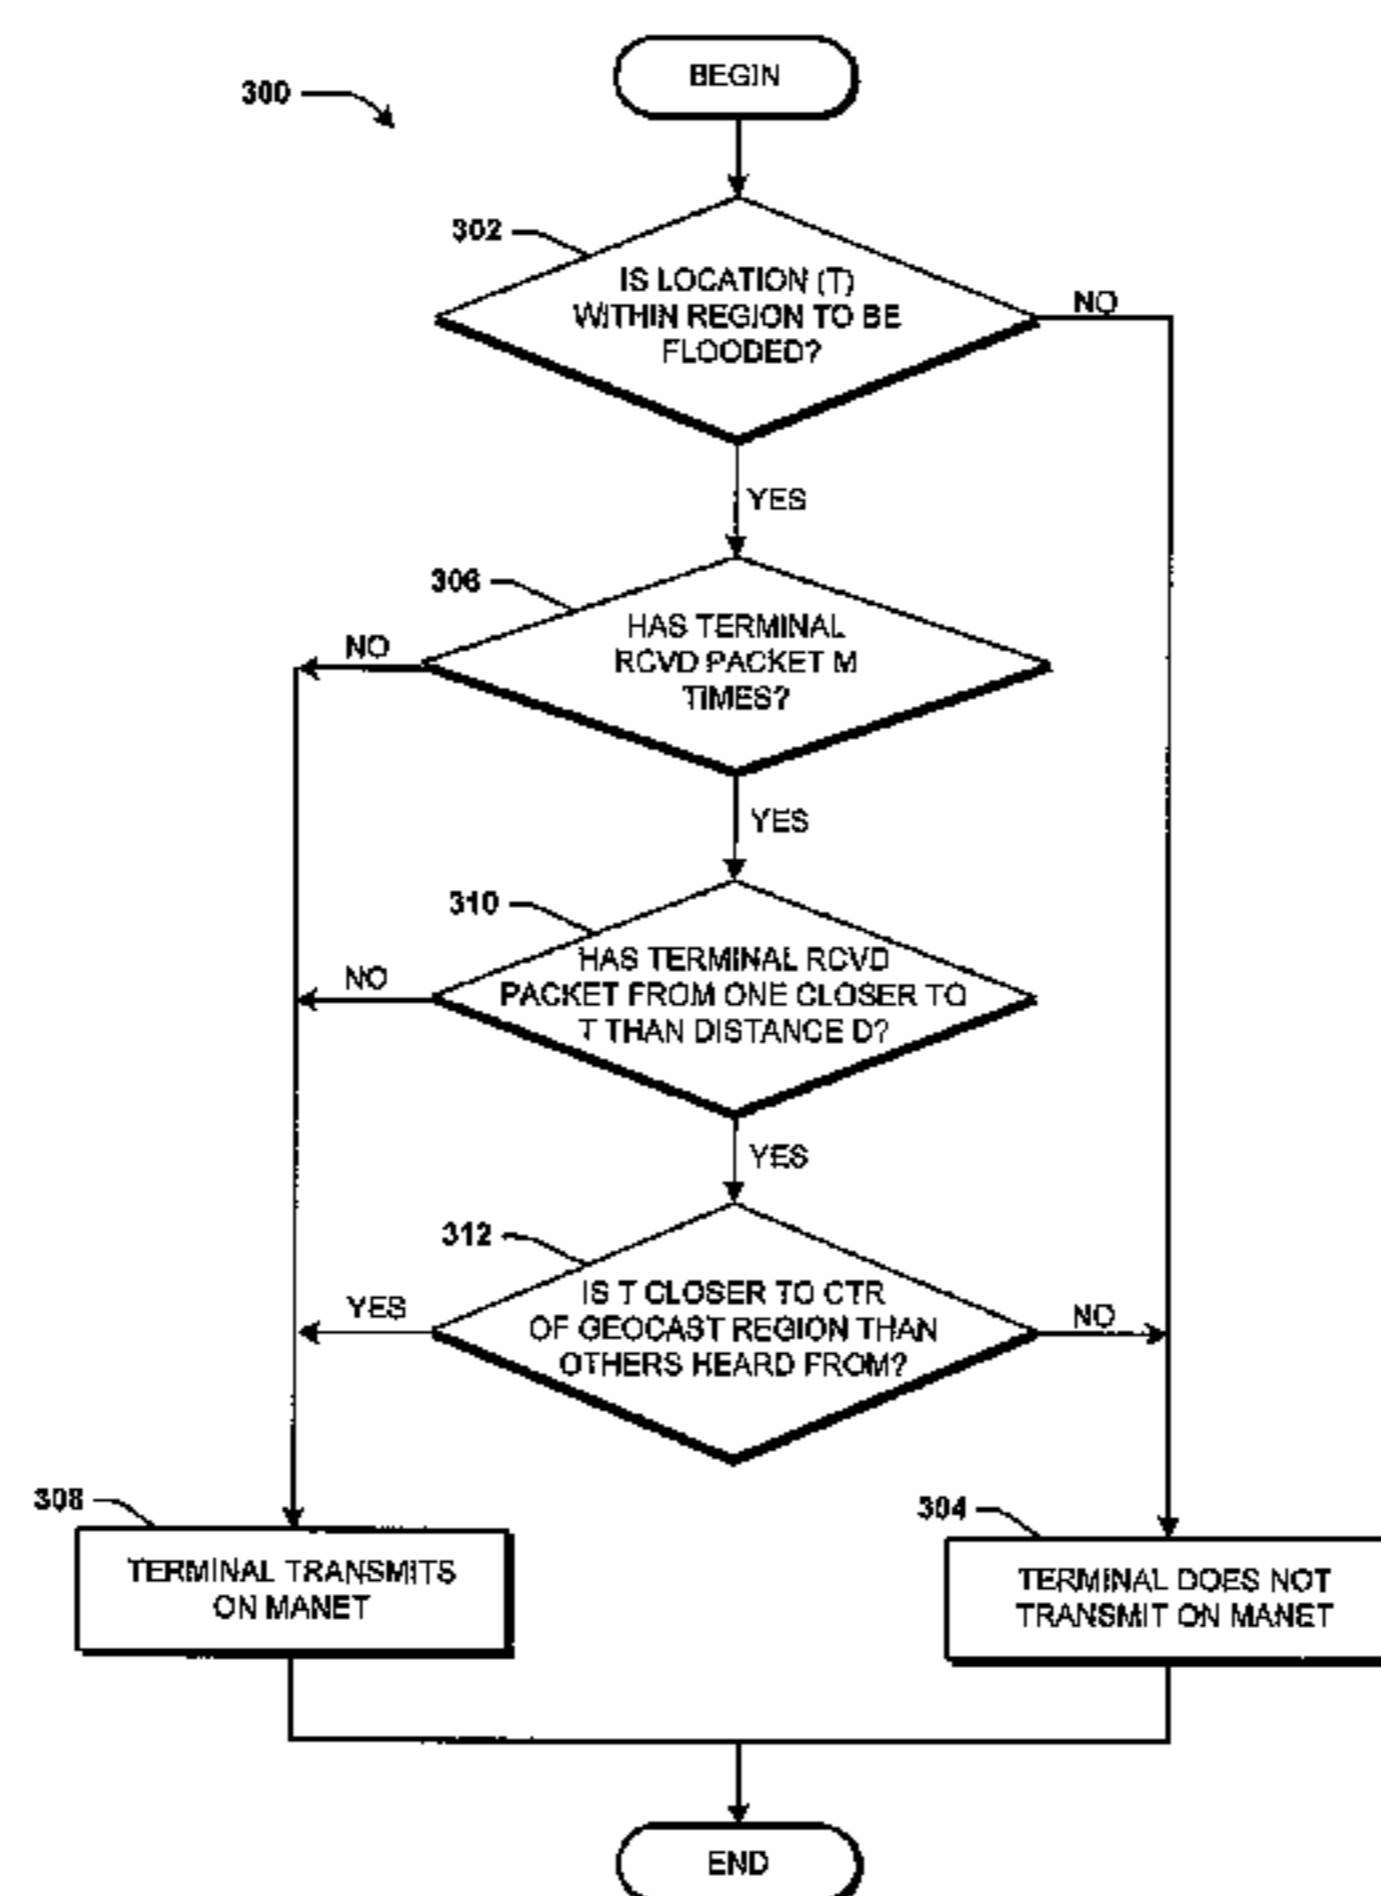 BEGIN
300
302
IS LOCATION (T)
WITHIN REGION TO BE
FLOODED?
NO
YES
306
HAS TERMINAL
RCVD PACKET M
TIMES?
NO
YES
310
HAS TERMINAL RCVD
PACKET FROM ONE CLOSER TO
T THAN DISTANCE D?
NO
YES
312
IS T CLOSER TO CTR
OF GEOCAST REGION THAN
OTHERS HEARD FROM?
YES
NO
308
TERMINAL TRANSMITS
ON MANET
304
TERMINAL DOES NOT
TRANSMIT ON MANET
END